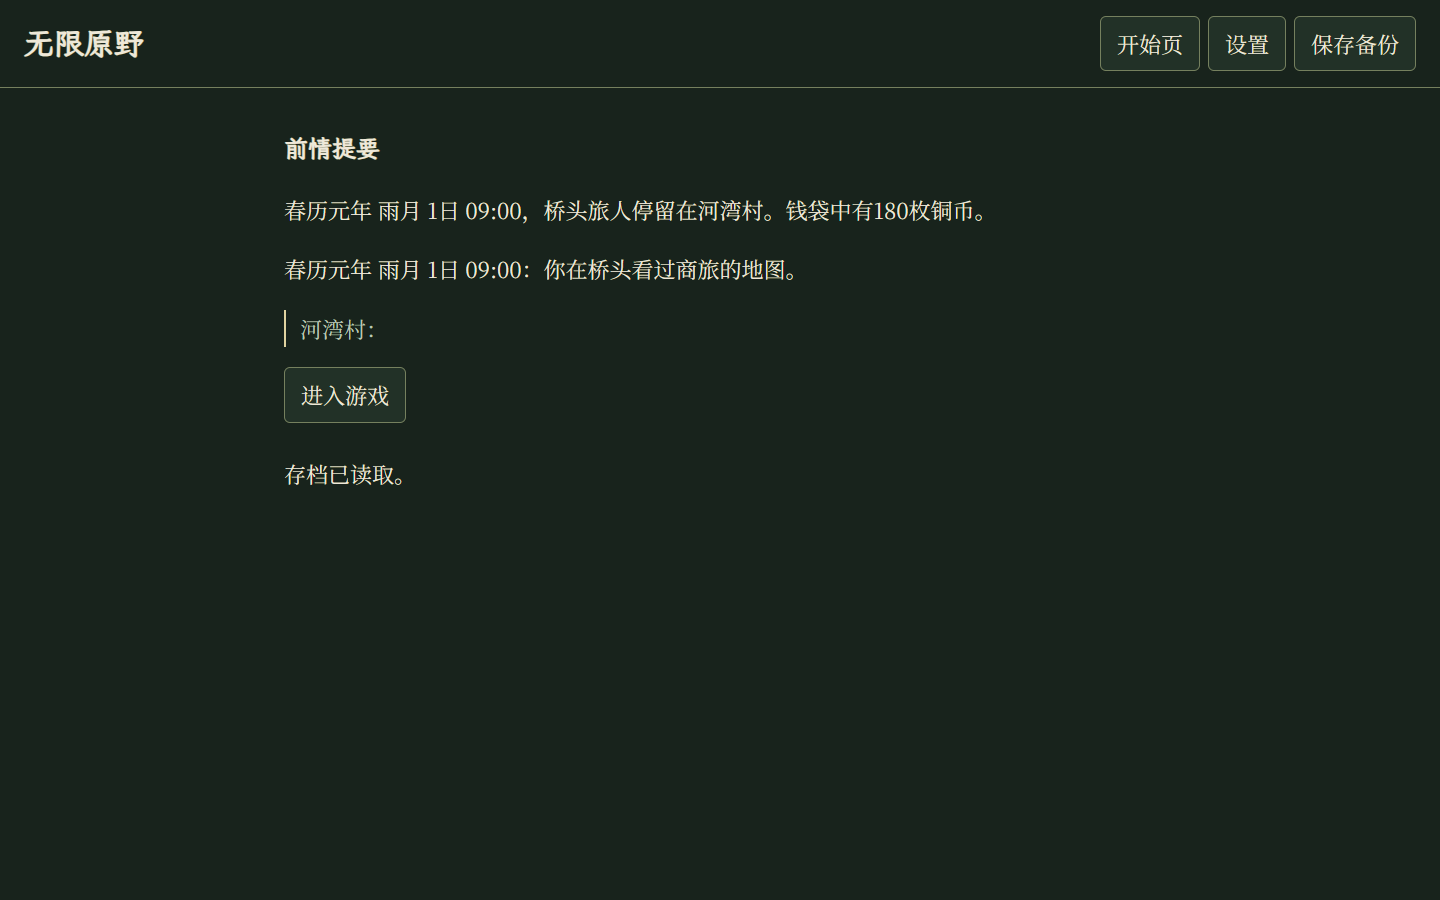 无限原野
开始页
设置
保存备份
前情提要
春历元年 雨月 1日 09:00，桥头旅人停留在河湾村。钱袋中有180枚铜币。
春历元年 雨月 1日 09:00：你在桥头看过商旅的地图。
河湾村：
进入游戏
存档已读取。